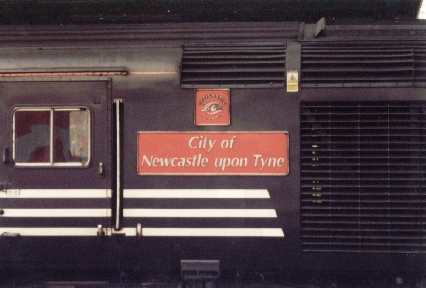 City of
Newcastle upon Tyne